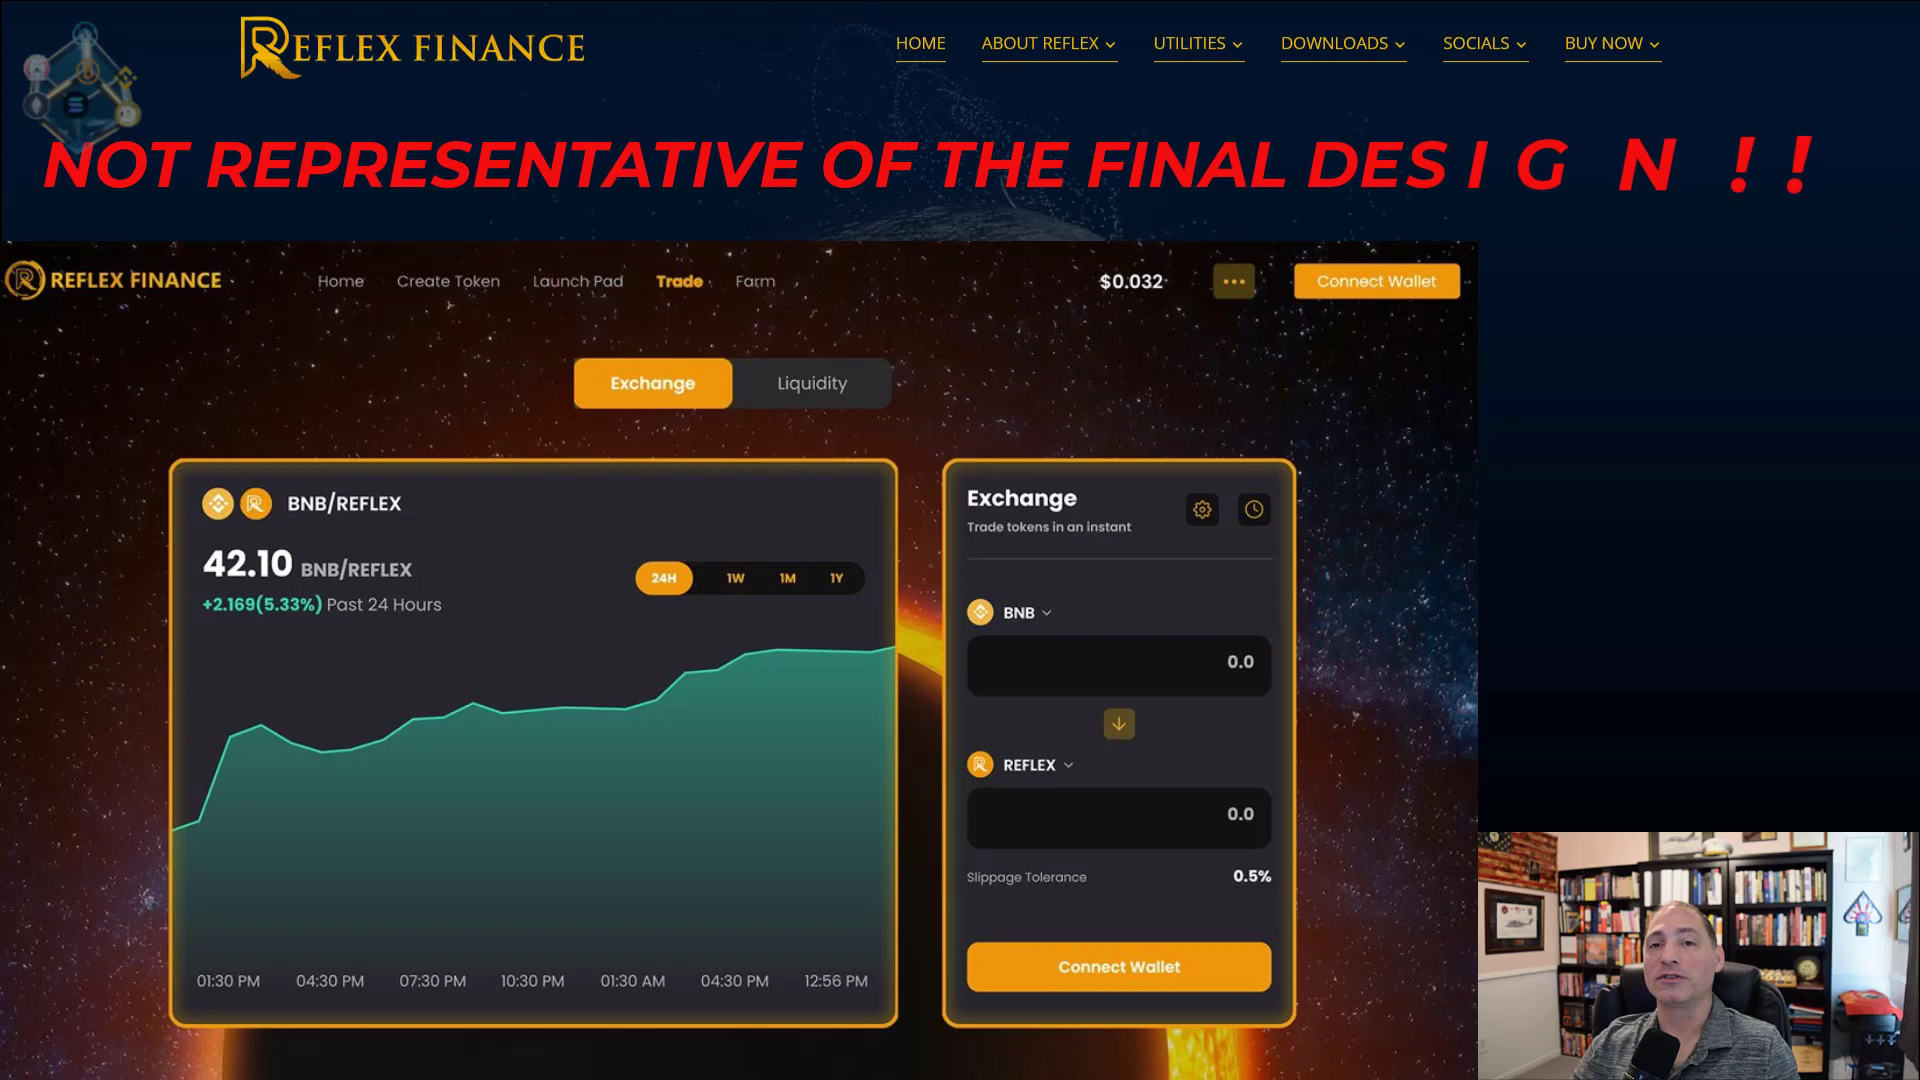 REFLEX FINANCE
HOME ABOUT REFLEX UTILITIES DOWNLOADS SOCIALS BUY NOW
NOT REPRESENTATIVE OF THE FINAL DESIGN !!
REFLEX FINANCE Home Create Token Launch Pad Trade Farm $0.032 Connect Wallet
Exchange Liquidity
BNB/REFLEX
42.10 BNB/REFLEX
+2.169(5.33%) Past 24 Hours
24H 1W 1M 1Y
01:30 PM 04:30 PM 07:30 PM 10:30 PM 01:30 AM 04:30 PM 12:56 PM
Exchange
Trade tokens in an instant
BNB
0.0
REFLEX
0.0
Slippage Tolerance 0.5%
Connect Wallet